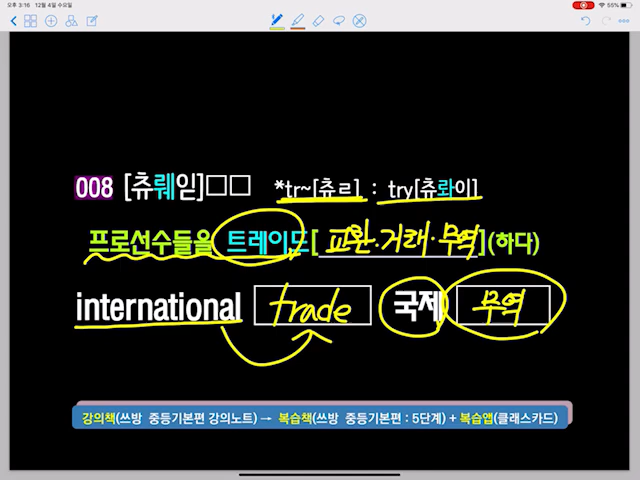 오후 3:16 12월 4일 수요일 55%
008 [츄뤠읻]□□ *tr~[츄ㄹ] : try[츄롸이]
프로선수들을 트레이드[교환·거래·무역](하다)
international trade 국제 무역
강의책(쓰방 중등기본편 강의노트) → 복습책(쓰방 중등기본편 : 5단계) + 복습앱(클래스카드)